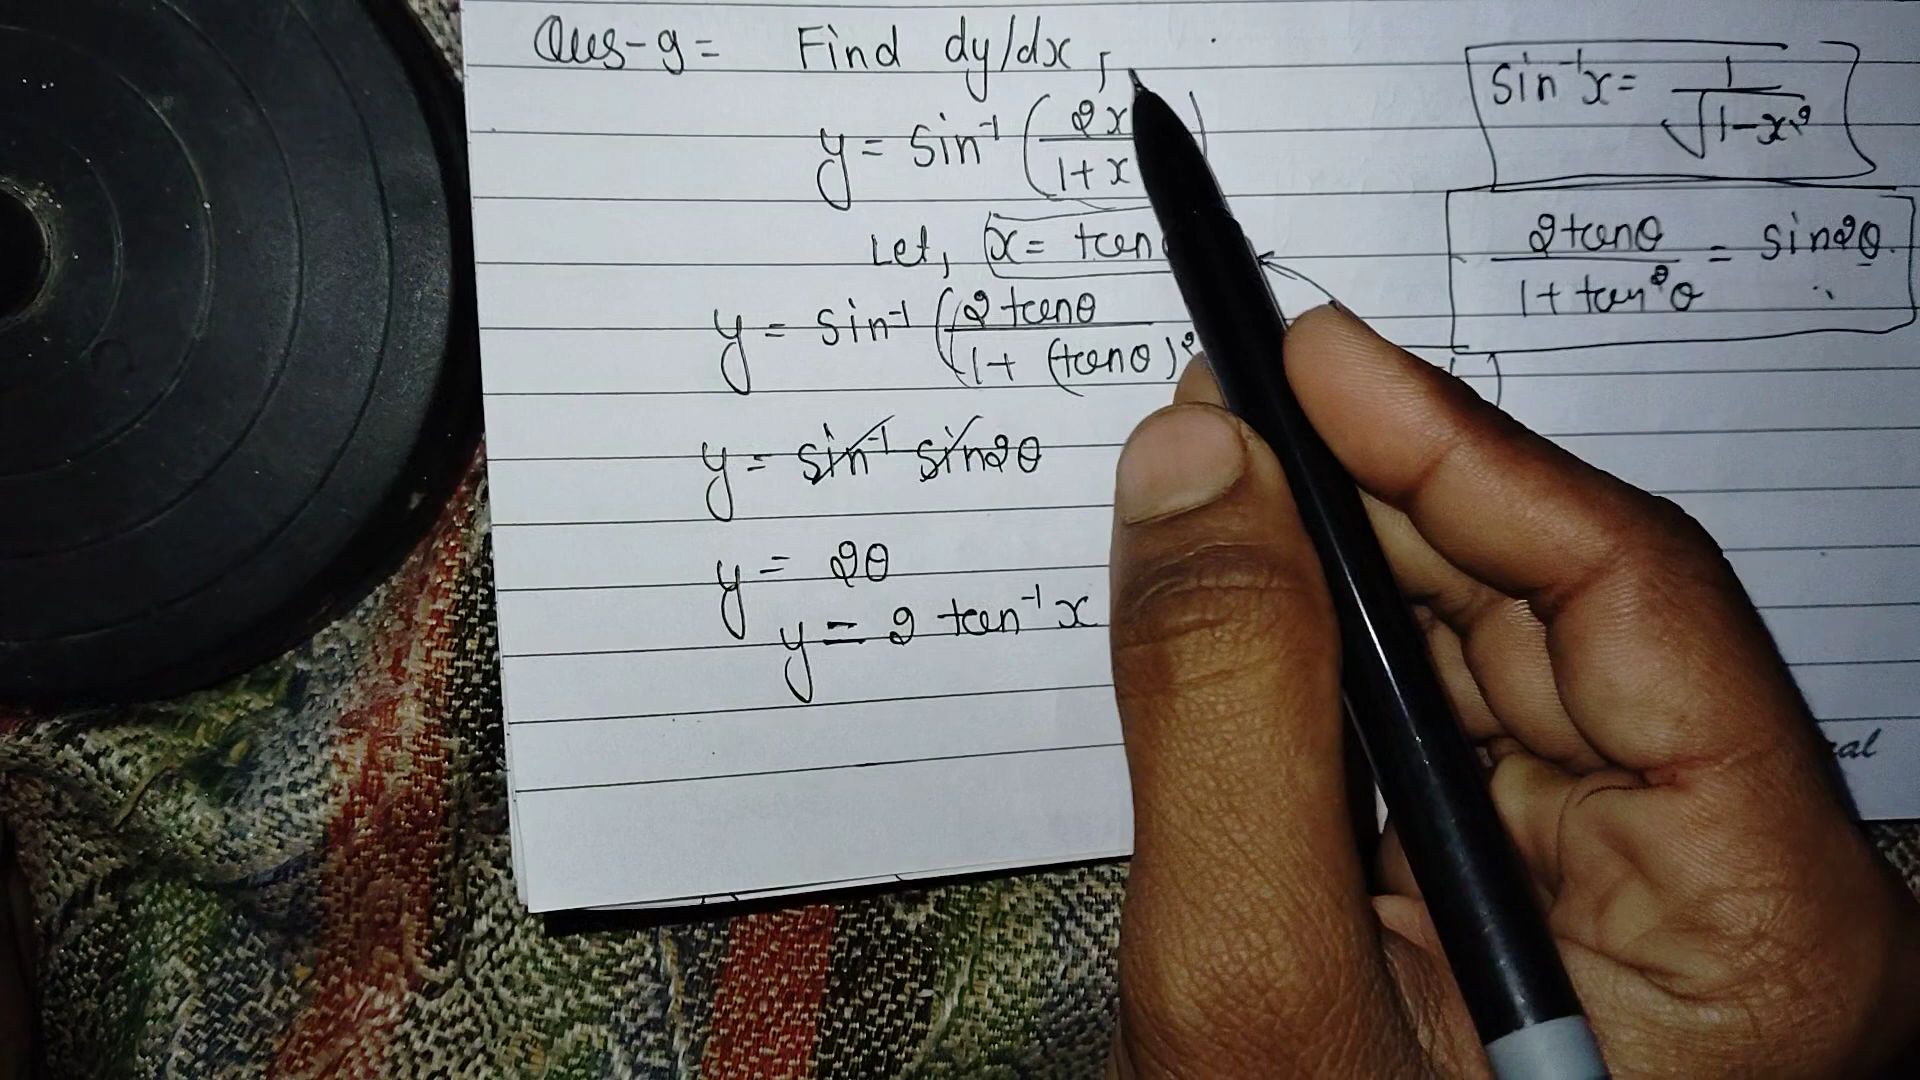 Ques-9= Find dy/dx,
y = sin⁻¹ (2x / 1+x
Let, x = tan
y = sin⁻¹ (2 tanθ / 1+ (tanθ)²
y = sin⁻¹ sin2θ
y = 2θ
y = 2 tan⁻¹ x
sin⁻¹x = 1 / √1-x²
2tanθ / 1+tan²θ = sin2θ.